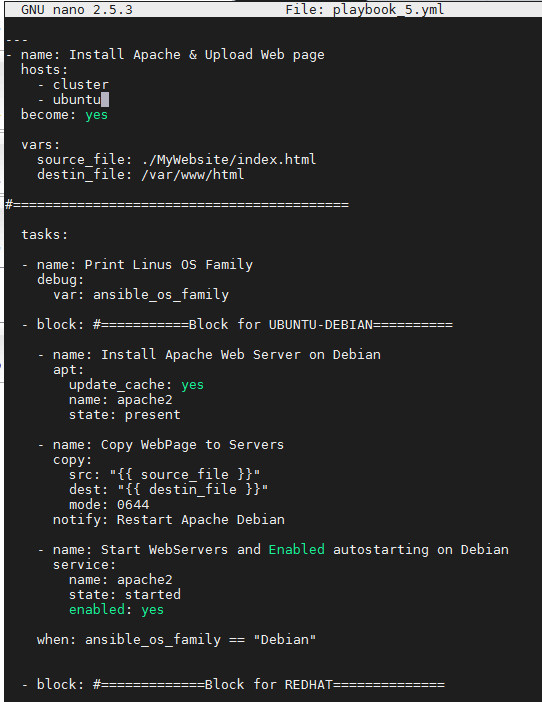 GNU nano 2.5.3 File: playbook_5.yml
---
- name: Install Apache & Upload Web page
  hosts:
    - cluster
    - ubuntu
  become: yes

  vars:
    source_file: ./MyWebsite/index.html
    destin_file: /var/www/html

#==========================================

  tasks:

  - name: Print Linus OS Family
    debug:
      var: ansible_os_family

  - block: #===========Block for UBUNTU-DEBIAN==========

    - name: Install Apache Web Server on Debian
      apt:
        update_cache: yes
        name: apache2
        state: present

    - name: Copy WebPage to Servers
      copy:
        src: "{{ source_file }}"
        dest: "{{ destin_file }}"
        mode: 0644
      notify: Restart Apache Debian

    - name: Start WebServers and Enabled autostarting on Debian
      service:
        name: apache2
        state: started
        enabled: yes

    when: ansible_os_family == "Debian"


  - block: #=============Block for REDHAT==============